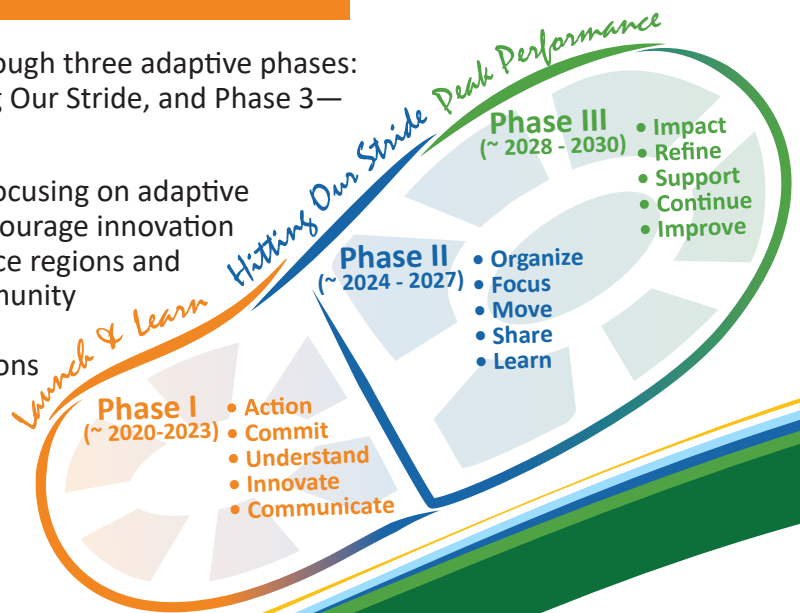 ough three adaptive phases:
g Our Stride, and Phase 3—
ocusing on adaptive
courage innovation
ce regions and
munity
ons
Launch & Learn
Hitting Our Stride
Peak Performance
Phase I
(~ 2020-2023)
• Action
• Commit
• Understand
• Innovate
• Communicate
Phase II
(~ 2024 - 2027)
• Organize
• Focus
• Move
• Share
• Learn
Phase III
(~ 2028 - 2030)
• Impact
• Refine
• Support
• Continue
• Improve